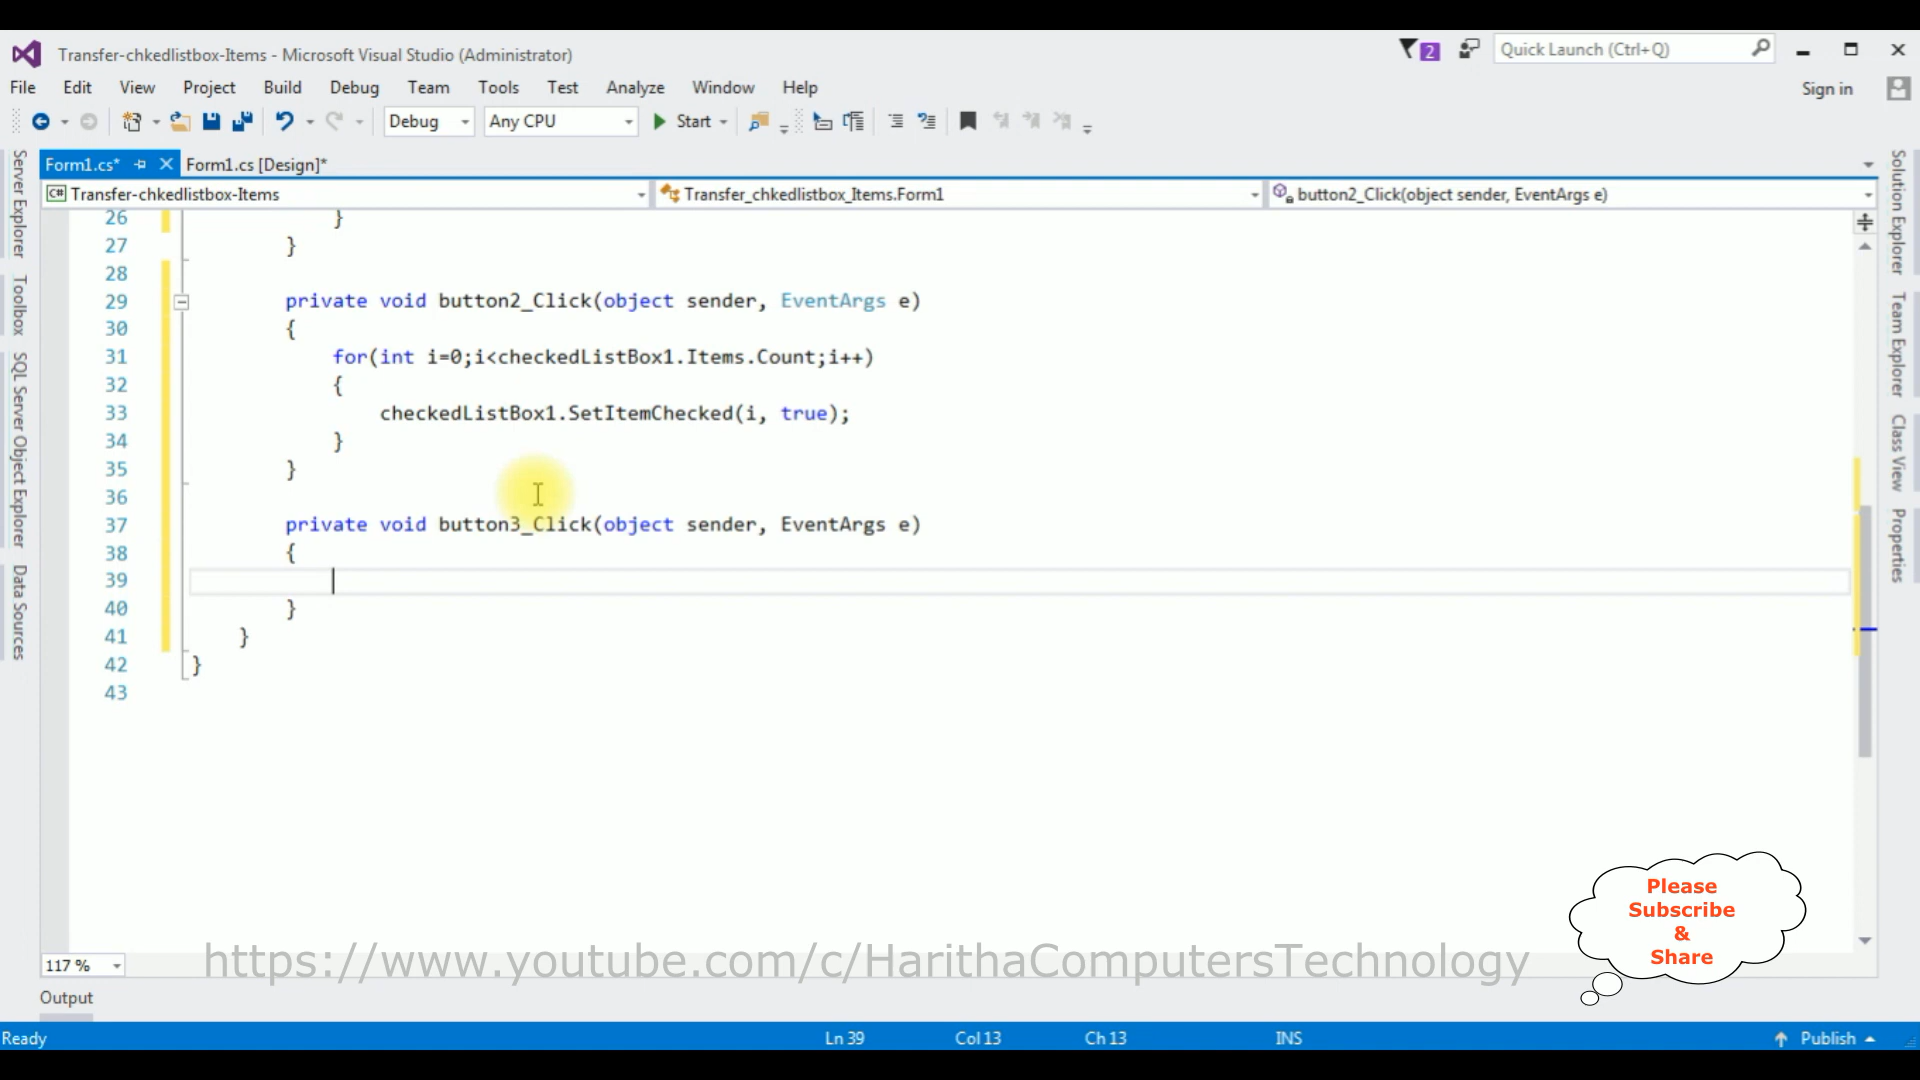 Transfer-chkedlistbox-Items - Microsoft Visual Studio (Administrator)
2
Quick Launch (Ctrl+Q)
File Edit View Project Build Debug Team Tools Test Analyze Window Help
Sign in
Debug Any CPU Start
Form1.cs* Form1.cs [Design]*
C# Transfer-chkedlistbox-Items
Transfer_chkedlistbox_Items.Form1
button2_Click(object sender, EventArgs e)
Server Explorer
Toolbox
SQL Server Object Explorer
Data Sources
26 }
27 }
28
29 private void button2_Click(object sender, EventArgs e)
30 {
31 for(int i=0;i<checkedListBox1.Items.Count;i++)
32 {
33 checkedListBox1.SetItemChecked(i, true);
34 }
35 }
36
37 private void button3_Click(object sender, EventArgs e)
38 {
39
40 }
41 }
42 }
43
Solution Explorer
Team Explorer
Class View
Properties
Please
Subscribe
&
Share
117 %
https://www.youtube.com/c/HarithaComputersTechnology
Output
Ready Ln 39 Col 13 Ch 13 INS Publish